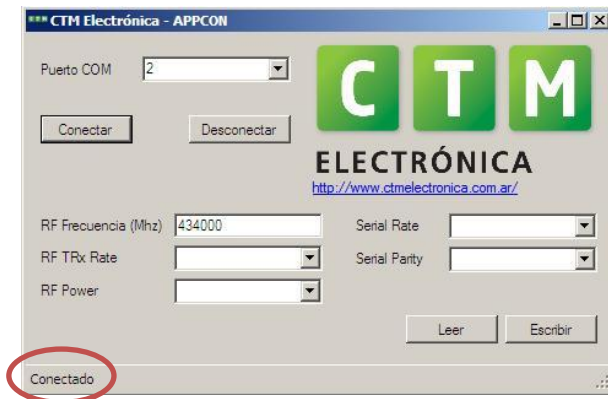 CTM Electrónica - APPCON
Puerto COM 2
Conectar Desconectar
C T M
ELECTRÓNICA
http://www.ctmelectronica.com.ar/
RF Frecuencia (Mhz) 434000 Serial Rate
RF TRx Rate Serial Parity
RF Power
Leer Escribir
Conectado